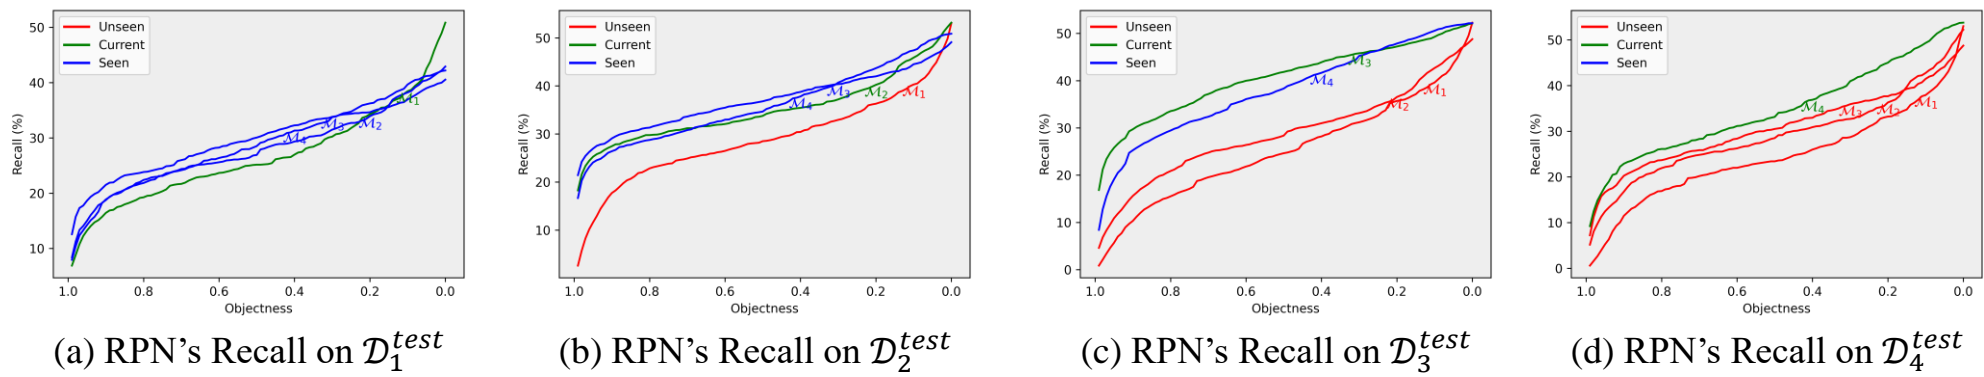 Unseen
Current
Seen
50
40
30
20
10
Recall (%)
1.0 0.8 0.6 0.4 0.2 0.0
Objectness
ℳ₁
ℳ₃ ℳ₂
ℳ₄
(a) RPN's Recall on 𝒟₁ᵗᵉˢᵗ
Unseen
Current
Seen
50
40
30
20
10
Recall (%)
1.0 0.8 0.6 0.4 0.2 0.0
Objectness
ℳ₄ ℳ₃ ℳ₂ ℳ₁
(b) RPN's Recall on 𝒟₂ᵗᵉˢᵗ
Unseen
Current
Seen
50
40
30
20
10
0
Recall (%)
1.0 0.8 0.6 0.4 0.2 0.0
Objectness
ℳ₃
ℳ₄
ℳ₂ ℳ₁
(c) RPN's Recall on 𝒟₃ᵗᵉˢᵗ
Unseen
Current
Seen
50
40
30
20
10
0
Recall (%)
1.0 0.8 0.6 0.4 0.2 0.0
Objectness
ℳ₄ ℳ₃ ℳ₂ ℳ₁
(d) RPN's Recall on 𝒟₄ᵗᵉˢᵗ